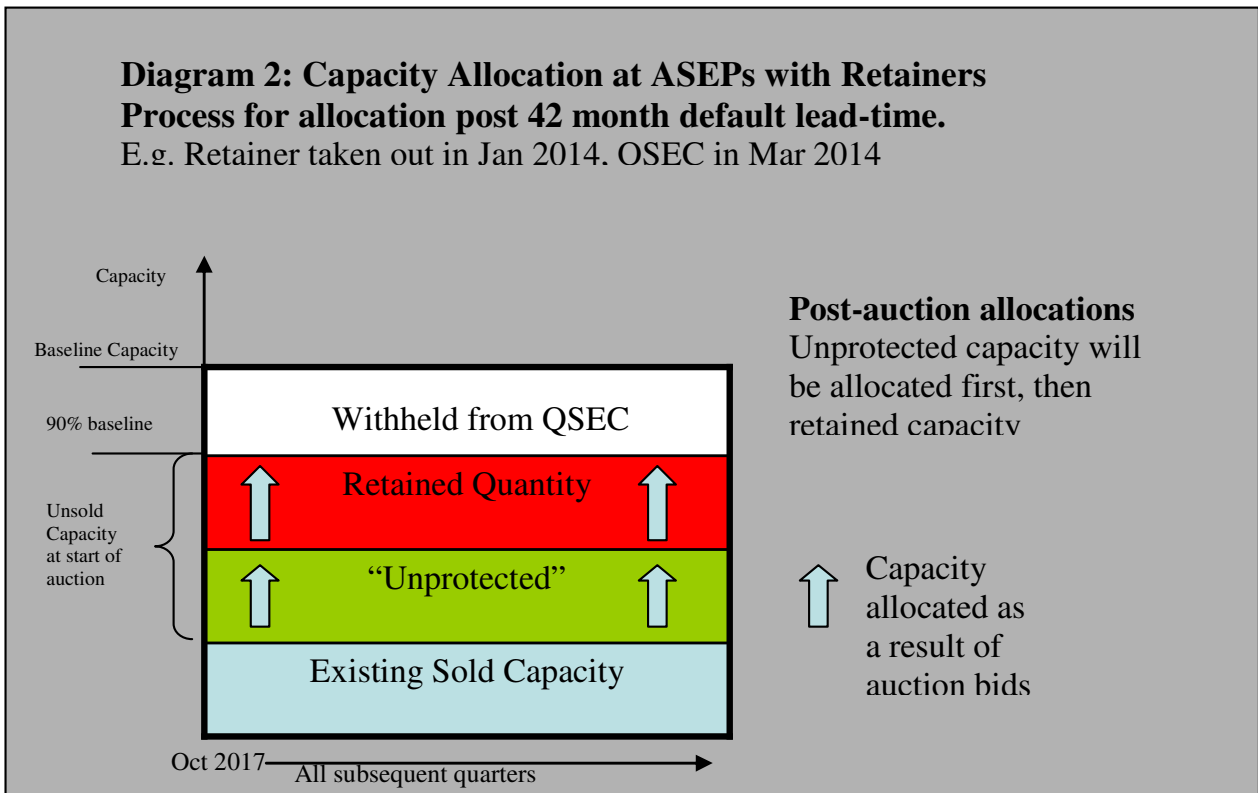 Diagram 2: Capacity Allocation at ASEPs with Retainers
Process for allocation post 42 month default lead-time.
E.g. Retainer taken out in Jan 2014, QSEC in Mar 2014
Capacity
Baseline Capacity
90% baseline
Unsold
Capacity
at start of
auction
Withheld from QSEC
Retained Quantity
“Unprotected”
Existing Sold Capacity
Oct 2017
All subsequent quarters
Post-auction allocations
Unprotected capacity will
be allocated first, then
retained capacity
Capacity
allocated as
a result of
auction bids